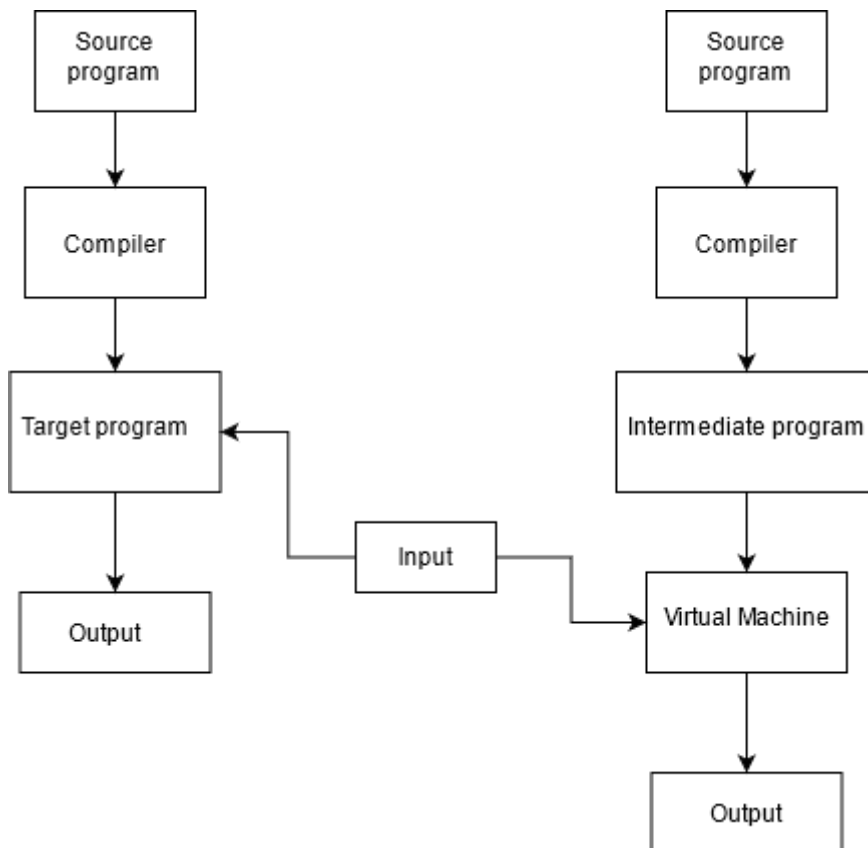 Source
program
Compiler
Target program
Output
Input
Source
program
Compiler
Intermediate program
Virtual Machine
Output